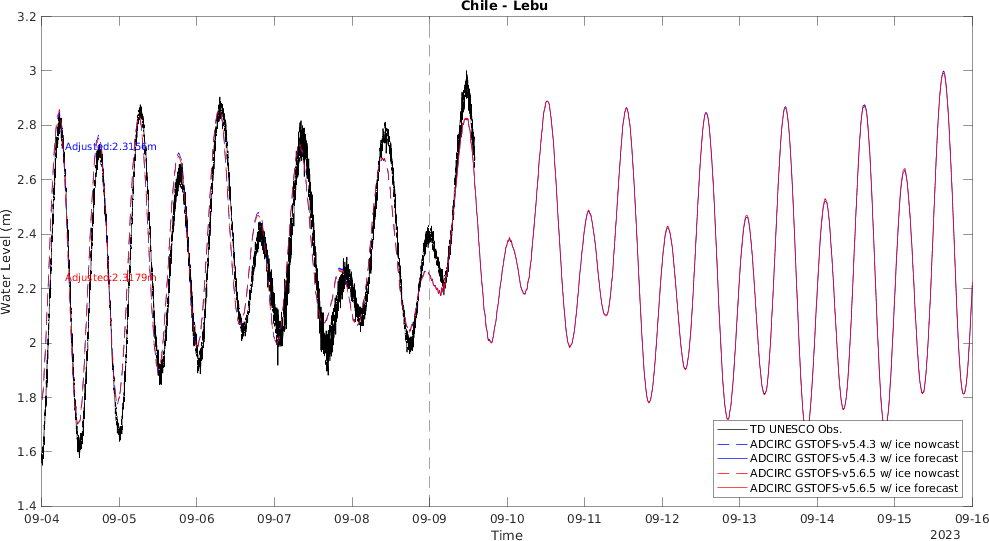 Chile - Lebu
3.2
3
2.8
2.6
2.4
2.2
2
1.8
1.6
1.4
Water Level (m)
Adjusted:2.3156m
Adjusted:2.3179m
TD UNESCO Obs.
ADCIRC GSTOFS-v5.4.3 w/ ice nowcast
ADCIRC GSTOFS-v5.4.3 w/ ice forecast
ADCIRC GSTOFS-v5.6.5 w/ ice nowcast
ADCIRC GSTOFS-v5.6.5 w/ ice forecast
09-04 09-05 09-06 09-07 09-08 09-09 09-10 09-11 09-12 09-13 09-14 09-15 09-16
Time
2023